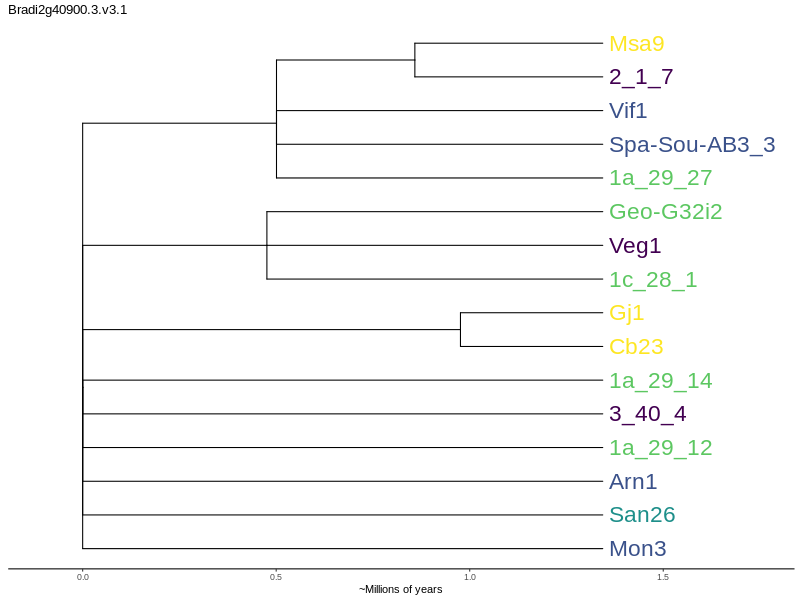 Bradi2g40900.3.v3.1
Msa9
2_1_7
Vif1
Spa-Sou-AB3_3
1a_29_27
Geo-G32i2
Veg1
1c_28_1
Gj1
Cb23
1a_29_14
3_40_4
1a_29_12
Arn1
San26
Mon3
0.0 0.5 1.0 1.5
~Millions of years